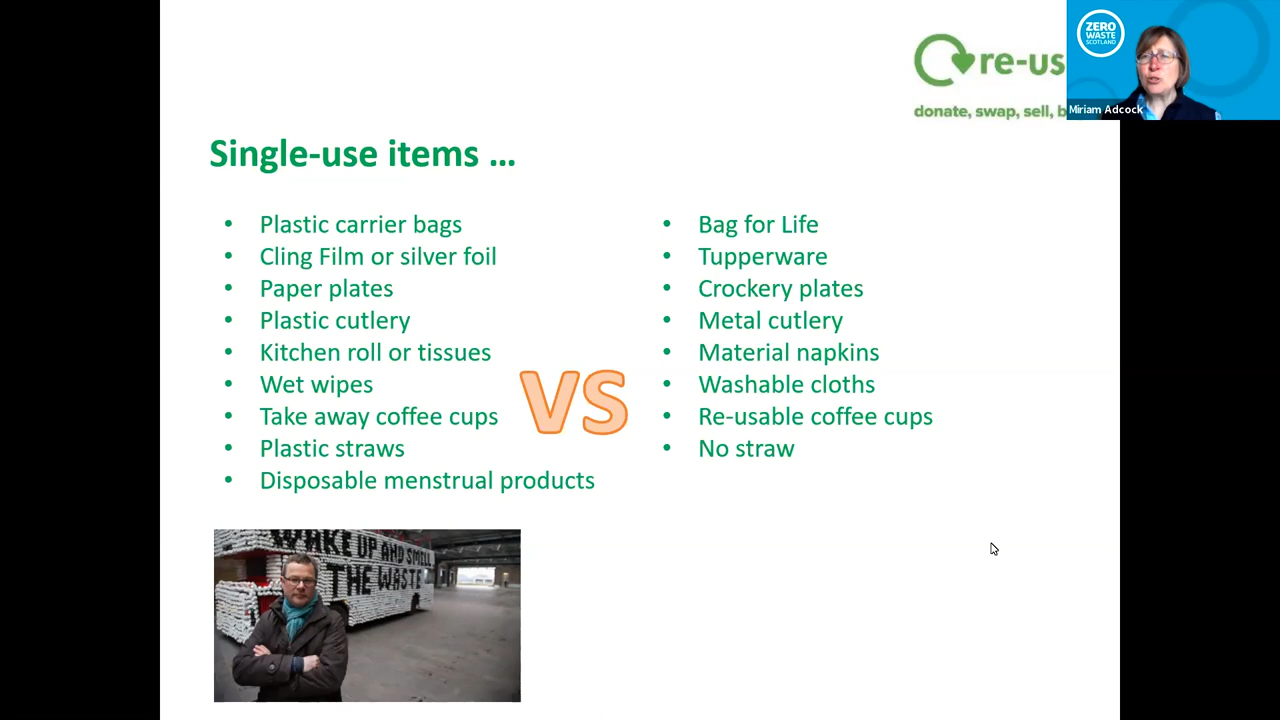 re-us
donate, swap, sell, b
ZERO
WASTE
SCOTLAND
Miriam Adcock
Single-use items ...
• Plastic carrier bags
• Cling Film or silver foil
• Paper plates
• Plastic cutlery
• Kitchen roll or tissues
• Wet wipes
• Take away coffee cups
• Plastic straws
• Disposable menstrual products
VS
• Bag for Life
• Tupperware
• Crockery plates
• Metal cutlery
• Material napkins
• Washable cloths
• Re-usable coffee cups
• No straw
WAKE UP AND SMELL
THE WASTE